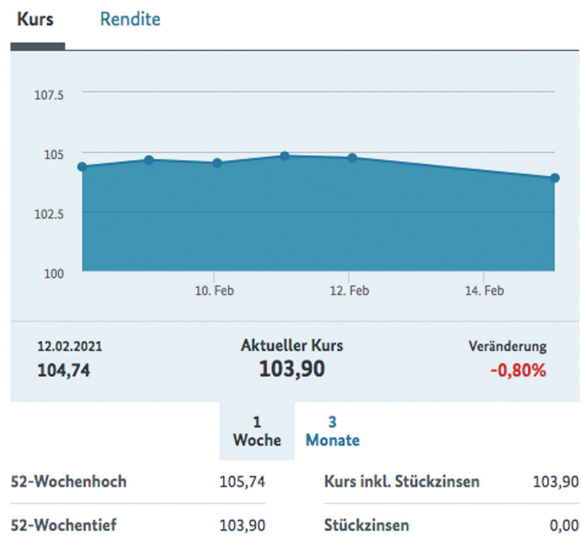 Kurs Rendite
107.5
105
102.5
100
10. Feb 12. Feb 14. Feb
12.02.2021 Aktueller Kurs Veränderung
104,74 103,90 -0,80%
1 3
Woche Monate
52-Wochenhoch 105,74 Kurs inkl. Stückzinsen 103,90
52-Wochentief 103,90 Stückzinsen 0,00